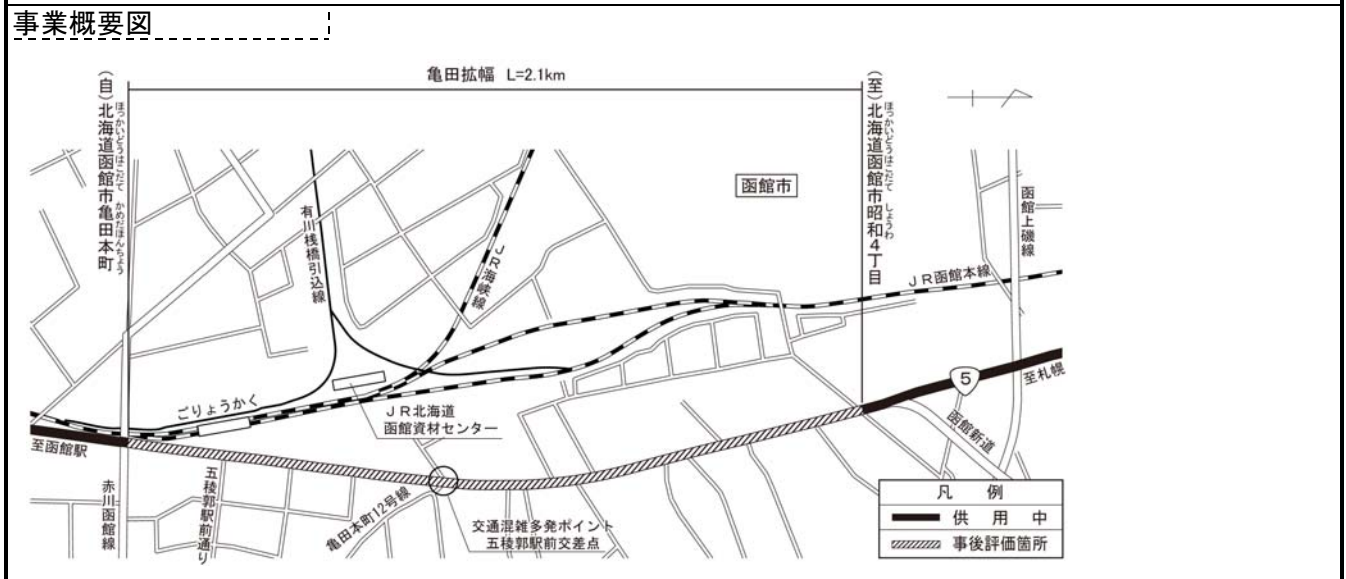 事業概要図
亀田拡幅 L=2.1km
(自)北海道函館市亀田本町
ほっかいどうはこだて かめだほんちょう
(至)北海道函館市昭和4丁目
ほっかいどうはこだて しょうわ
函館市
有川桟橋引込線
JR海峡線
JR函館本線
函館上磯線
5
至札幌
函館新道
ごりょうかく
JR北海道
函館資材センター
至函館駅
赤川函館線
五稜郭駅前通り
亀田本町12号線
交通混雑多発ポイント
五稜郭駅前交差点
凡 例
供 用 中
事後評価箇所